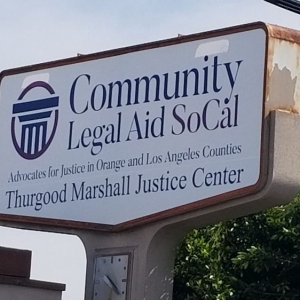 Community
Legal Aid SoCal
Advocates for Justice in Orange and Los Angeles Counties
Thurgood Marshall Justice Center